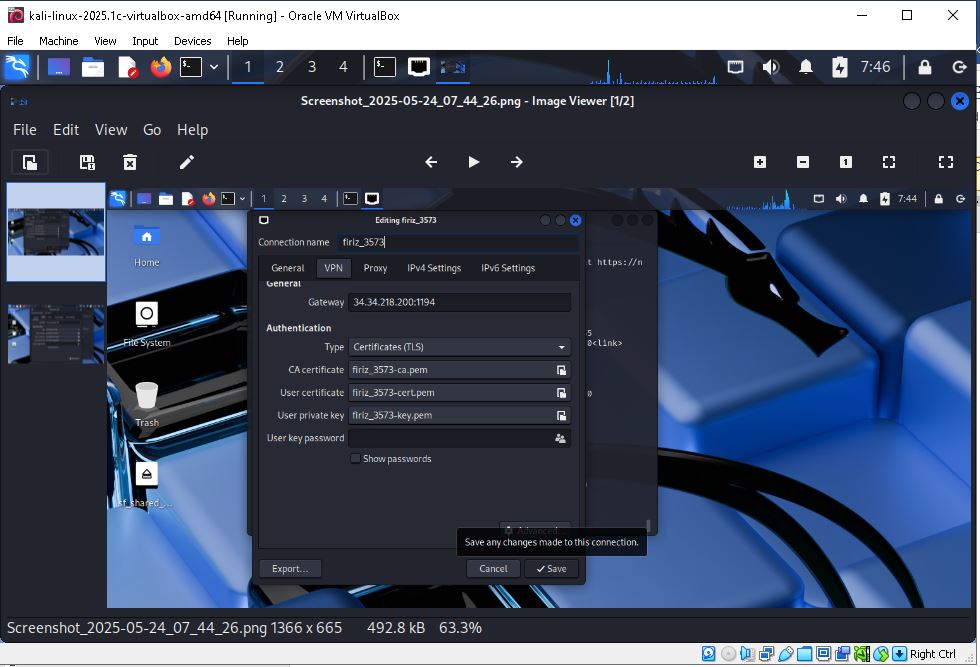 kali-linux-2025.1c-virtualbox-amd64 [Running] - Oracle VM VirtualBox
File Machine View Input Devices Help
1 2 3 4 7:46
Screenshot_2025-05-24_07_44_26.png - Image Viewer [1/2]
File Edit View Go Help
1 2 3 4 7:44
Editing firiz_3573
Connection name firiz_3573
t https://n
General VPN Proxy IPv4 Settings IPv6 Settings
General
Home
Gateway 34.34.218.200:1194
Authentication
File System
Type Certificates (TLS)
0<link>
CA certificate firiz_3573-ca.pem
User certificate firiz_3573-cert.pem
User private key firiz_3573-key.pem
Trash
User key password
Show passwords
sf_shared_...
Advanced...
Save any changes made to this connection.
Export... Cancel Save
Screenshot_2025-05-24_07_44_26.png 1366 x 665 492.8 kB 63.3%
Right Ctrl